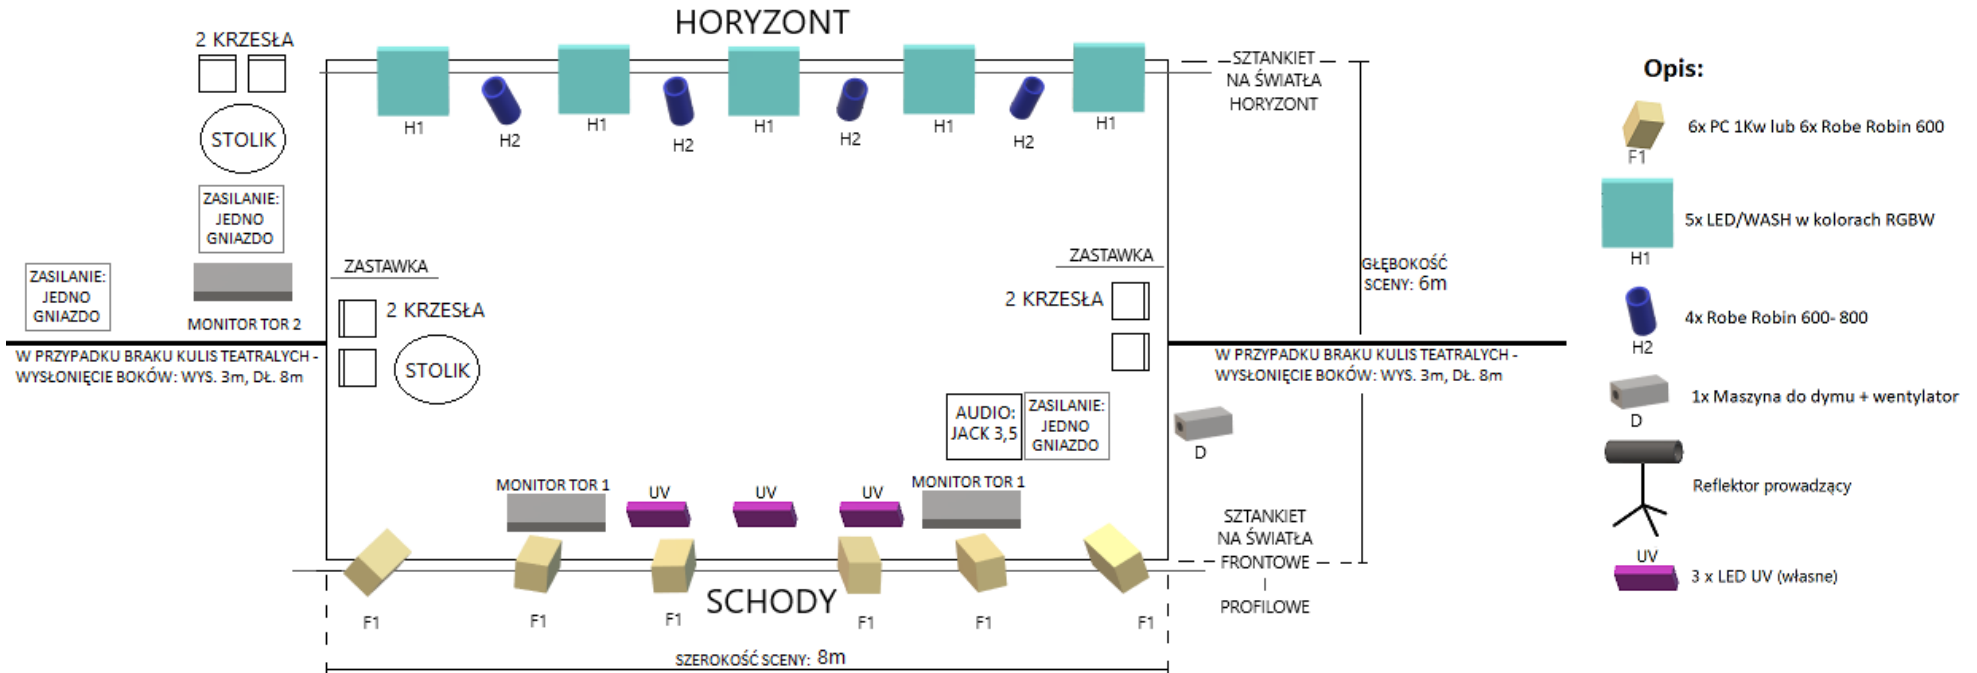 HORYZONT
2 KRZESŁA
STOLIK
ZASILANIE:
JEDNO
GNIAZDO
ZASILANIE:
JEDNO
GNIAZDO
MONITOR TOR 2
W PRZYPADKU BRAKU KULIS TEATRALYCH -
WYSŁONIĘCIE BOKÓW: WYS. 3m, DŁ. 8m
H1
H2
H1
H2
H1
H2
H1
H2
H1
ZASTAWKA
2 KRZESŁA
STOLIK
ZASTAWKA
2 KRZESŁA
AUDIO:
JACK 3,5
ZASILANIE:
JEDNO
GNIAZDO
MONITOR TOR 1
UV
UV
UV
MONITOR TOR 1
F1
F1
F1
SCHODY
F1
F1
F1
SZEROKOŚĆ SCENY: 8m
SZTANKIET
NA ŚWIATŁA
HORYZONT
GŁĘBOKOŚĆ
SCENY: 6m
W PRZYPADKU BRAKU KULIS TEATRALYCH -
WYSŁONIĘCIE BOKÓW: WYS. 3m, DŁ. 8m
D
SZTANKIET
NA ŚWIATŁA
FRONTOWE
I
PROFILOWE
Opis:
F1
6x PC 1Kw lub 6x Robe Robin 600
H1
5x LED/WASH w kolorach RGBW
H2
4x Robe Robin 600- 800
D
1x Maszyna do dymu + wentylator
Reflektor prowadzący
UV
3 x LED UV (własne)